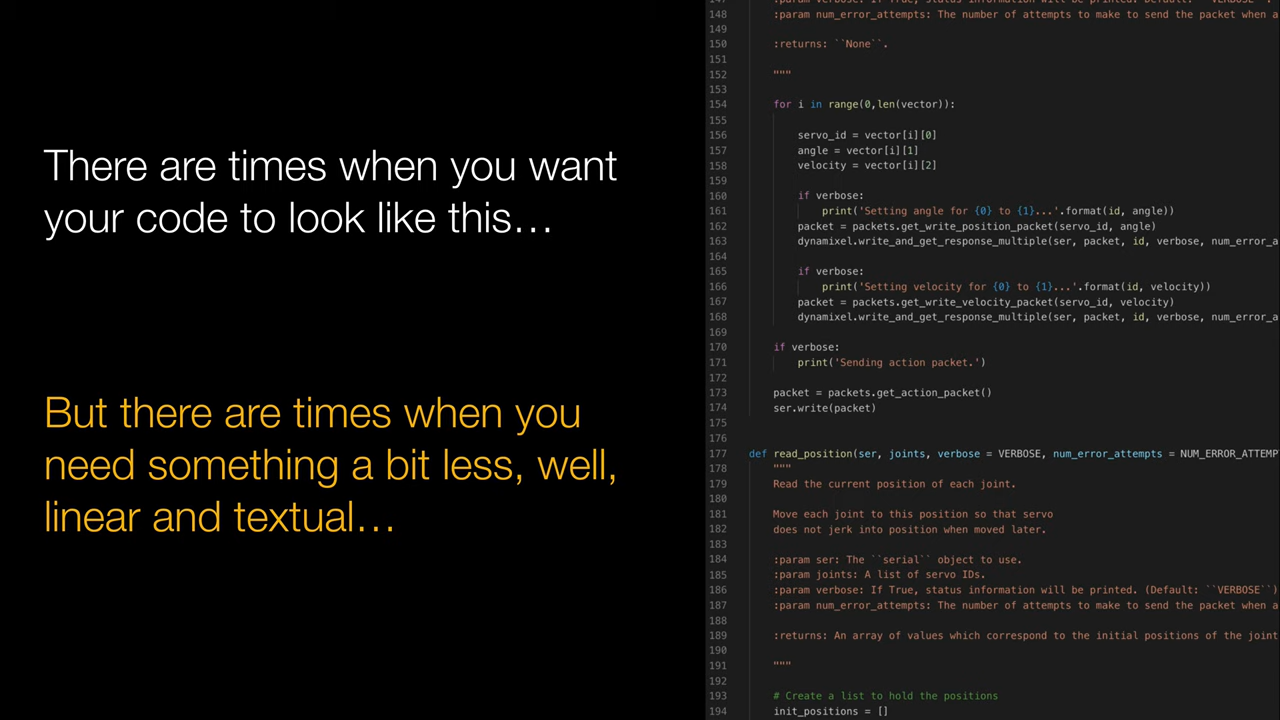 There are times when you want
your code to look like this…
But there are times when you
need something a bit less, well,
linear and textual…
148 :param num_error_attempts: The number of attempts to make to send the packet when a
149
150 :returns: ``None``.
151
152 """
153
154 for i in range(0,len(vector)):
155
156 servo_id = vector[i][0]
157 angle = vector[i][1]
158 velocity = vector[i][2]
159
160 if verbose:
161 print('Setting angle for {0} to {1}...'.format(id, angle))
162 packet = packets.get_write_position_packet(servo_id, angle)
163 dynamixel.write_and_get_response_multiple(ser, packet, id, verbose, num_error_a
164
165 if verbose:
166 print('Setting velocity for {0} to {1}...'.format(id, velocity))
167 packet = packets.get_write_velocity_packet(servo_id, velocity)
168 dynamixel.write_and_get_response_multiple(ser, packet, id, verbose, num_error_a
169
170 if verbose:
171 print('Sending action packet.')
172
173 packet = packets.get_action_packet()
174 ser.write(packet)
175
176
177 def read_position(ser, joints, verbose = VERBOSE, num_error_attempts = NUM_ERROR_ATTEMP
178 """
179 Read the current position of each joint.
180
181 Move each joint to this position so that servo
182 does not jerk into position when moved later.
183
184 :param ser: The ``serial`` object to use.
185 :param joints: A list of servo IDs.
186 :param verbose: If True, status information will be printed. (Default: ``VERBOSE``)
187 :param num_error_attempts: The number of attempts to make to send the packet when a
188
189 :returns: An array of values which correspond to the initial positions of the joint
190
191 """
192
193 # Create a list to hold the positions
194 init_positions = []